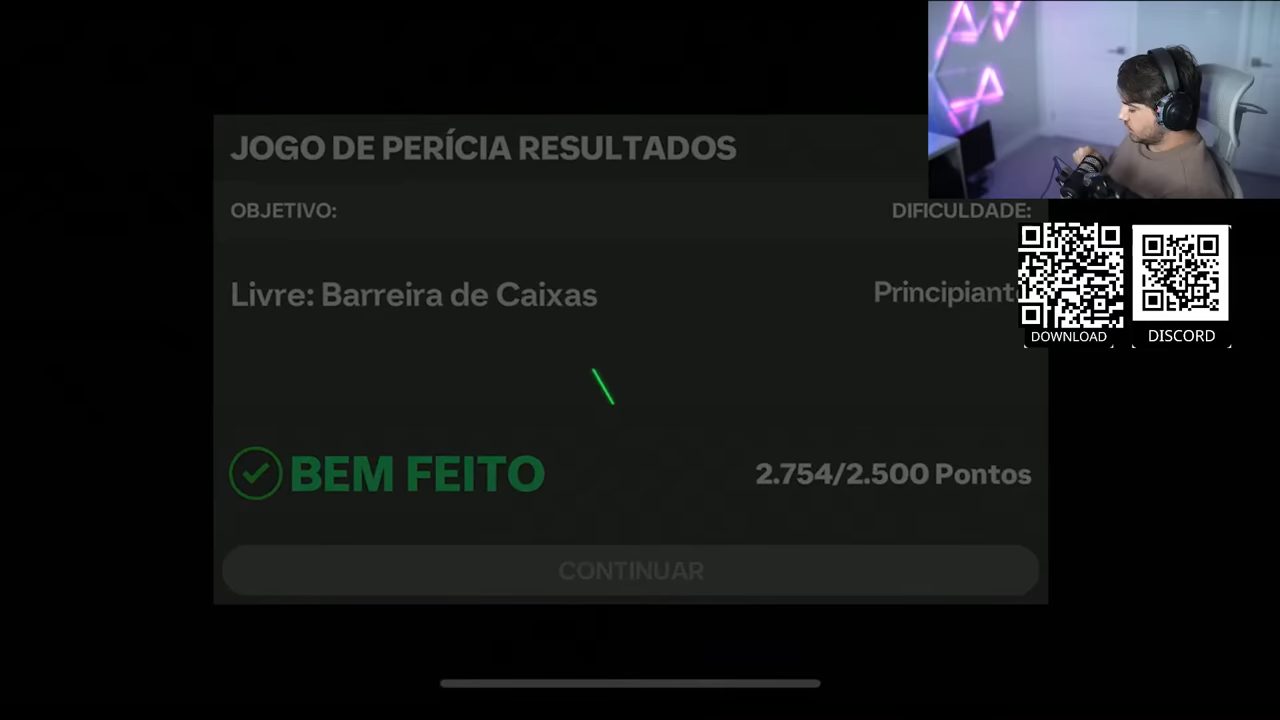 JOGO DE PERÍCIA RESULTADOS
OBJETIVO:
DIFICULDADE:
Livre: Barreira de Caixas
Principiant
DOWNLOAD
DISCORD
BEM FEITO
2.754/2.500 Pontos
CONTINUAR